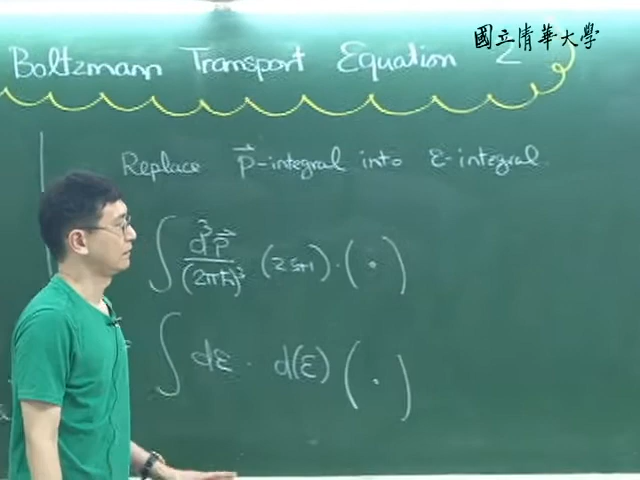 國立清華大學
Boltzmann Transport Equation 2
Replace p⃗-integral into ε-integral.
∫ d³p⃗/(2πħ)³ (2s+1)·(·)
∫ dε · d(ε) (·)